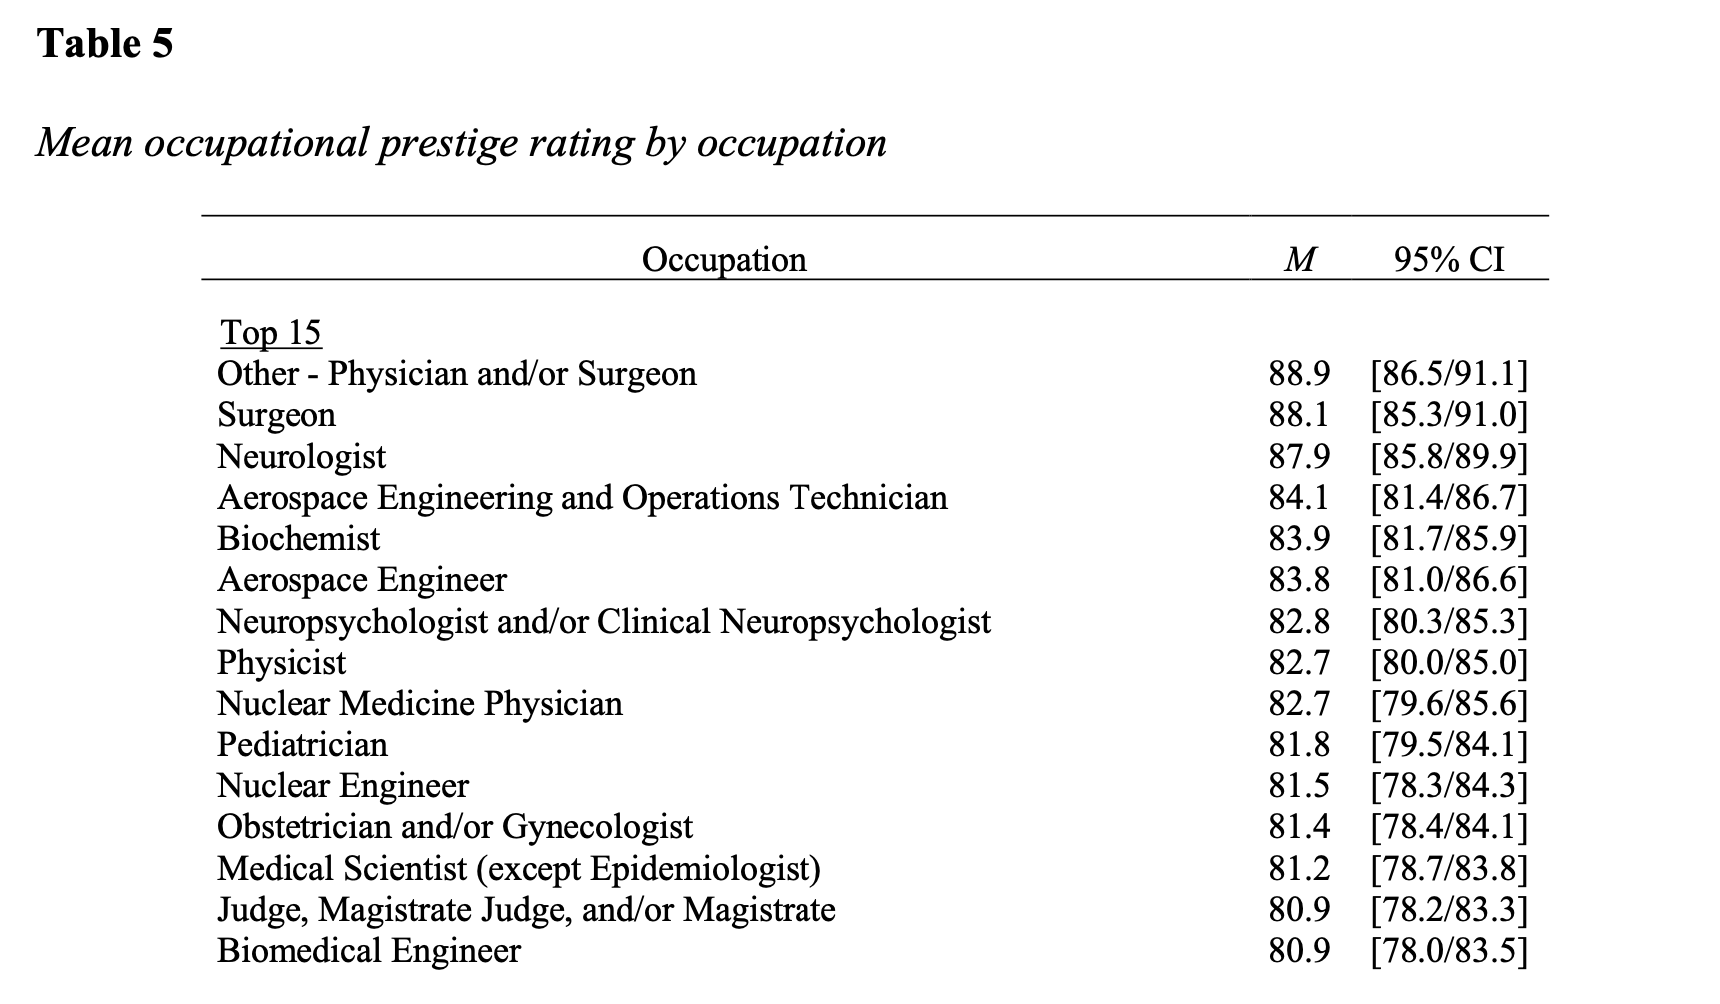 Table 5
Mean occupational prestige rating by occupation
Occupation M 95% CI
Top 15
Other - Physician and/or Surgeon 88.9 [86.5/91.1]
Surgeon 88.1 [85.3/91.0]
Neurologist 87.9 [85.8/89.9]
Aerospace Engineering and Operations Technician 84.1 [81.4/86.7]
Biochemist 83.9 [81.7/85.9]
Aerospace Engineer 83.8 [81.0/86.6]
Neuropsychologist and/or Clinical Neuropsychologist 82.8 [80.3/85.3]
Physicist 82.7 [80.0/85.0]
Nuclear Medicine Physician 82.7 [79.6/85.6]
Pediatrician 81.8 [79.5/84.1]
Nuclear Engineer 81.5 [78.3/84.3]
Obstetrician and/or Gynecologist 81.4 [78.4/84.1]
Medical Scientist (except Epidemiologist) 81.2 [78.7/83.8]
Judge, Magistrate Judge, and/or Magistrate 80.9 [78.2/83.3]
Biomedical Engineer 80.9 [78.0/83.5]